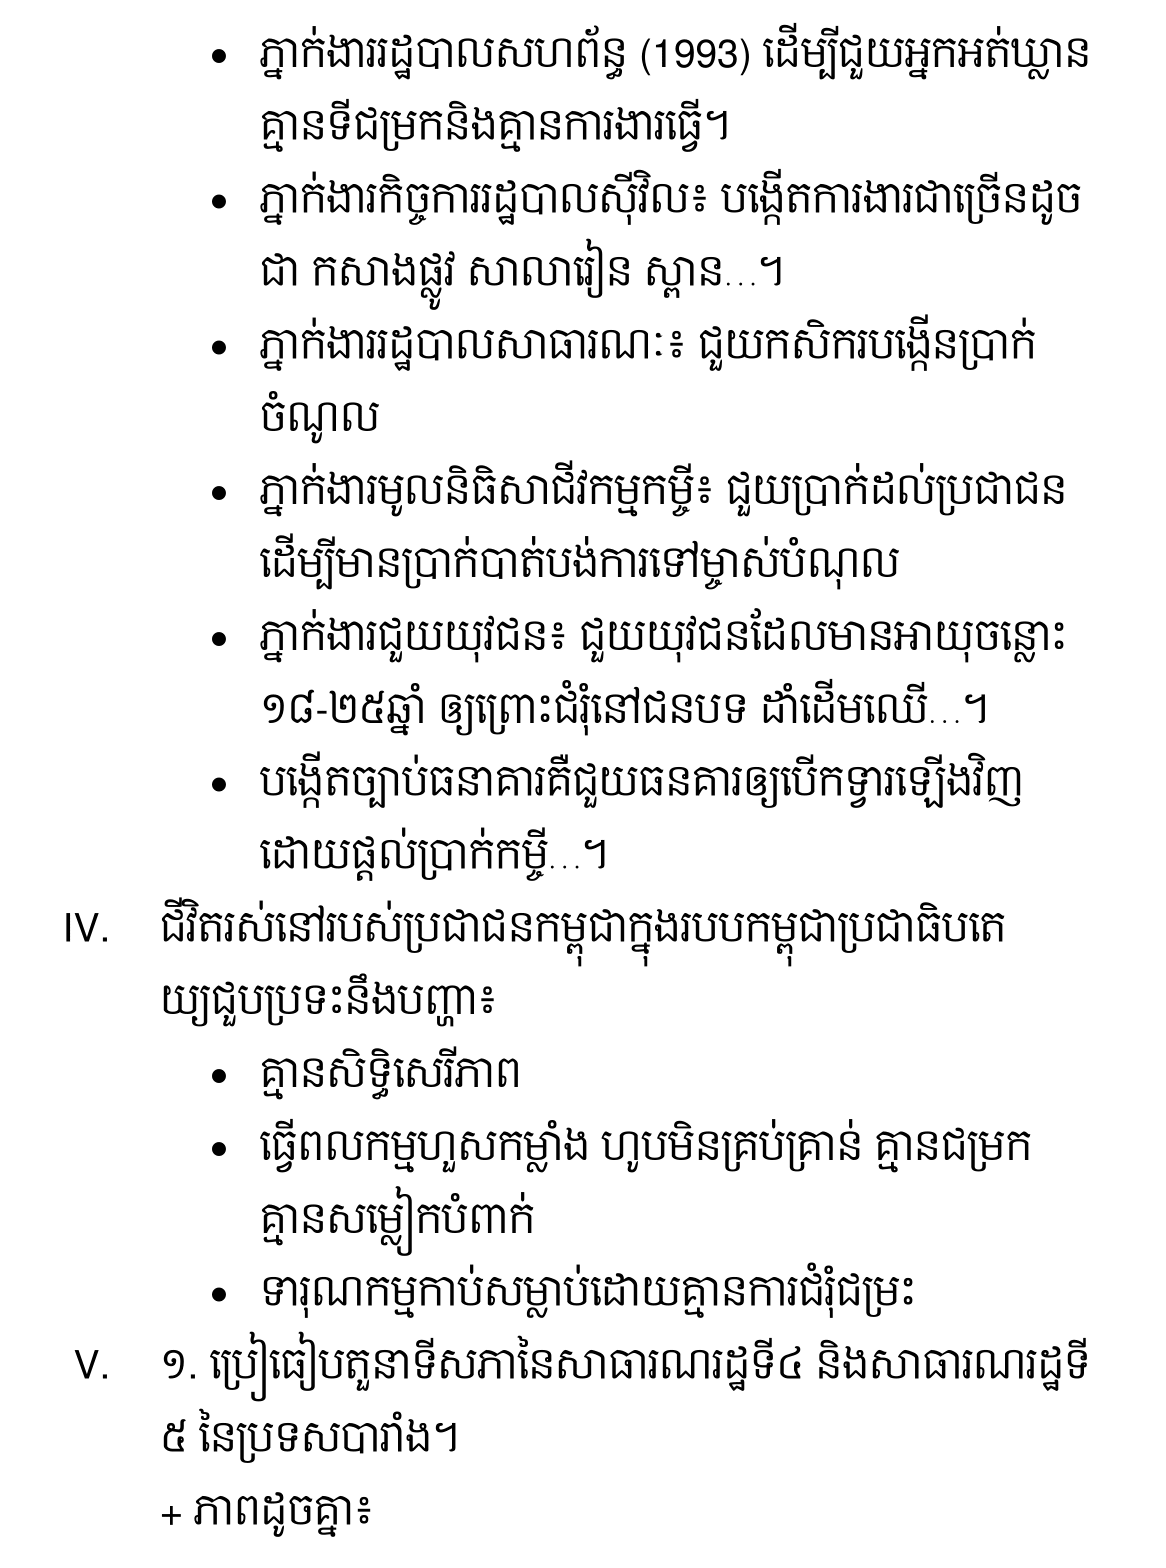 • ភ្នាក់ងាររដ្ឋបាលសហព័ន្ធ (1993) ដើម្បីជួយអ្នកអត់ឃ្លាន
គ្មានទីជម្រកនិងគ្មានការងារធ្វើ។
• ភ្នាក់ងារកិច្ចការរដ្ឋបាលស៊ីវិល៖ បង្កើតការងារជាច្រើនដូច
ជា កសាងផ្លូវ សាលារៀន ស្ពាន…។
• ភ្នាក់ងាររដ្ឋបាលសាធារណៈ៖ ជួយកសិករបង្កើនប្រាក់
ចំណូល
• ភ្នាក់ងារមូលនិធិសាជីវកម្មកម្ចី៖ ជួយប្រាក់ដល់ប្រជាជន
ដើម្បីមានប្រាក់បាត់បង់ការទៅម្ចាស់បំណុល
• ភ្នាក់ងារជួយយុវជន៖ ជួយយុវជនដែលមានអាយុចន្លោះ
១៨-២៥ឆ្នាំ ឲ្យព្រោះជំរុំនៅជនបទ ដាំដើមឈើ…។
• បង្កើតច្បាប់ធនាគារគឺជួយធនគារឲ្យបើកទ្វារឡើងវិញ
ដោយផ្តល់ប្រាក់កម្ចី…។
IV. ជីវិតរស់នៅរបស់ប្រជាជនកម្ពុជាក្នុងរបបកម្ពុជាប្រជាធិបតេ
យ្យជួបប្រទះនឹងបញ្ហា៖
• គ្មានសិទ្ធិសេរីភាព
• ធ្វើពលកម្មហួសកម្លាំង ហូបមិនគ្រប់គ្រាន់ គ្មានជម្រក
គ្មានសម្លៀកបំពាក់
• ទារុណកម្មកាប់សម្លាប់ដោយគ្មានការជំរុំជម្រះ
V. ១. ប្រៀធៀបតួនាទីសភានៃសាធារណរដ្ឋទី៤ និងសាធារណរដ្ឋទី
៥ នៃប្រទសបារាំង។
+ ភាពដូចគ្នា៖